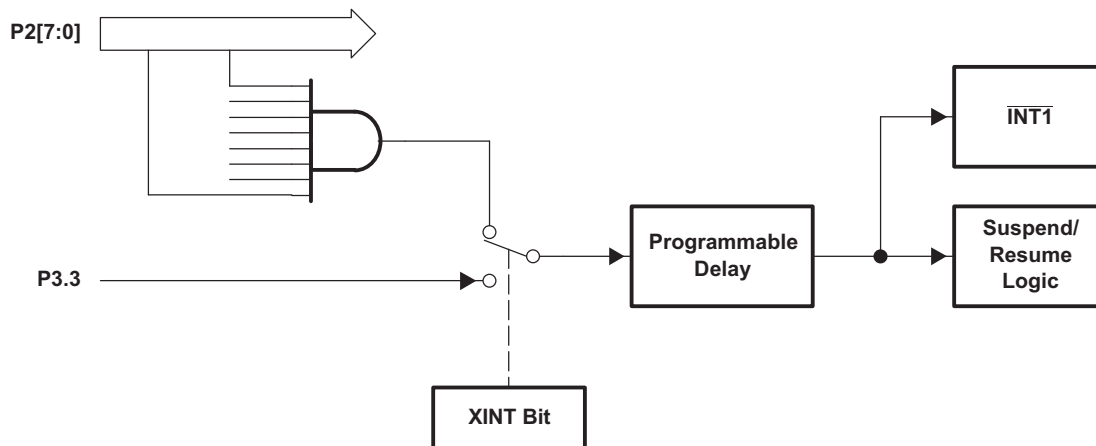 P2[7:0]
INT1
Programmable
Delay
Suspend/
Resume
Logic
P3.3
XINT Bit